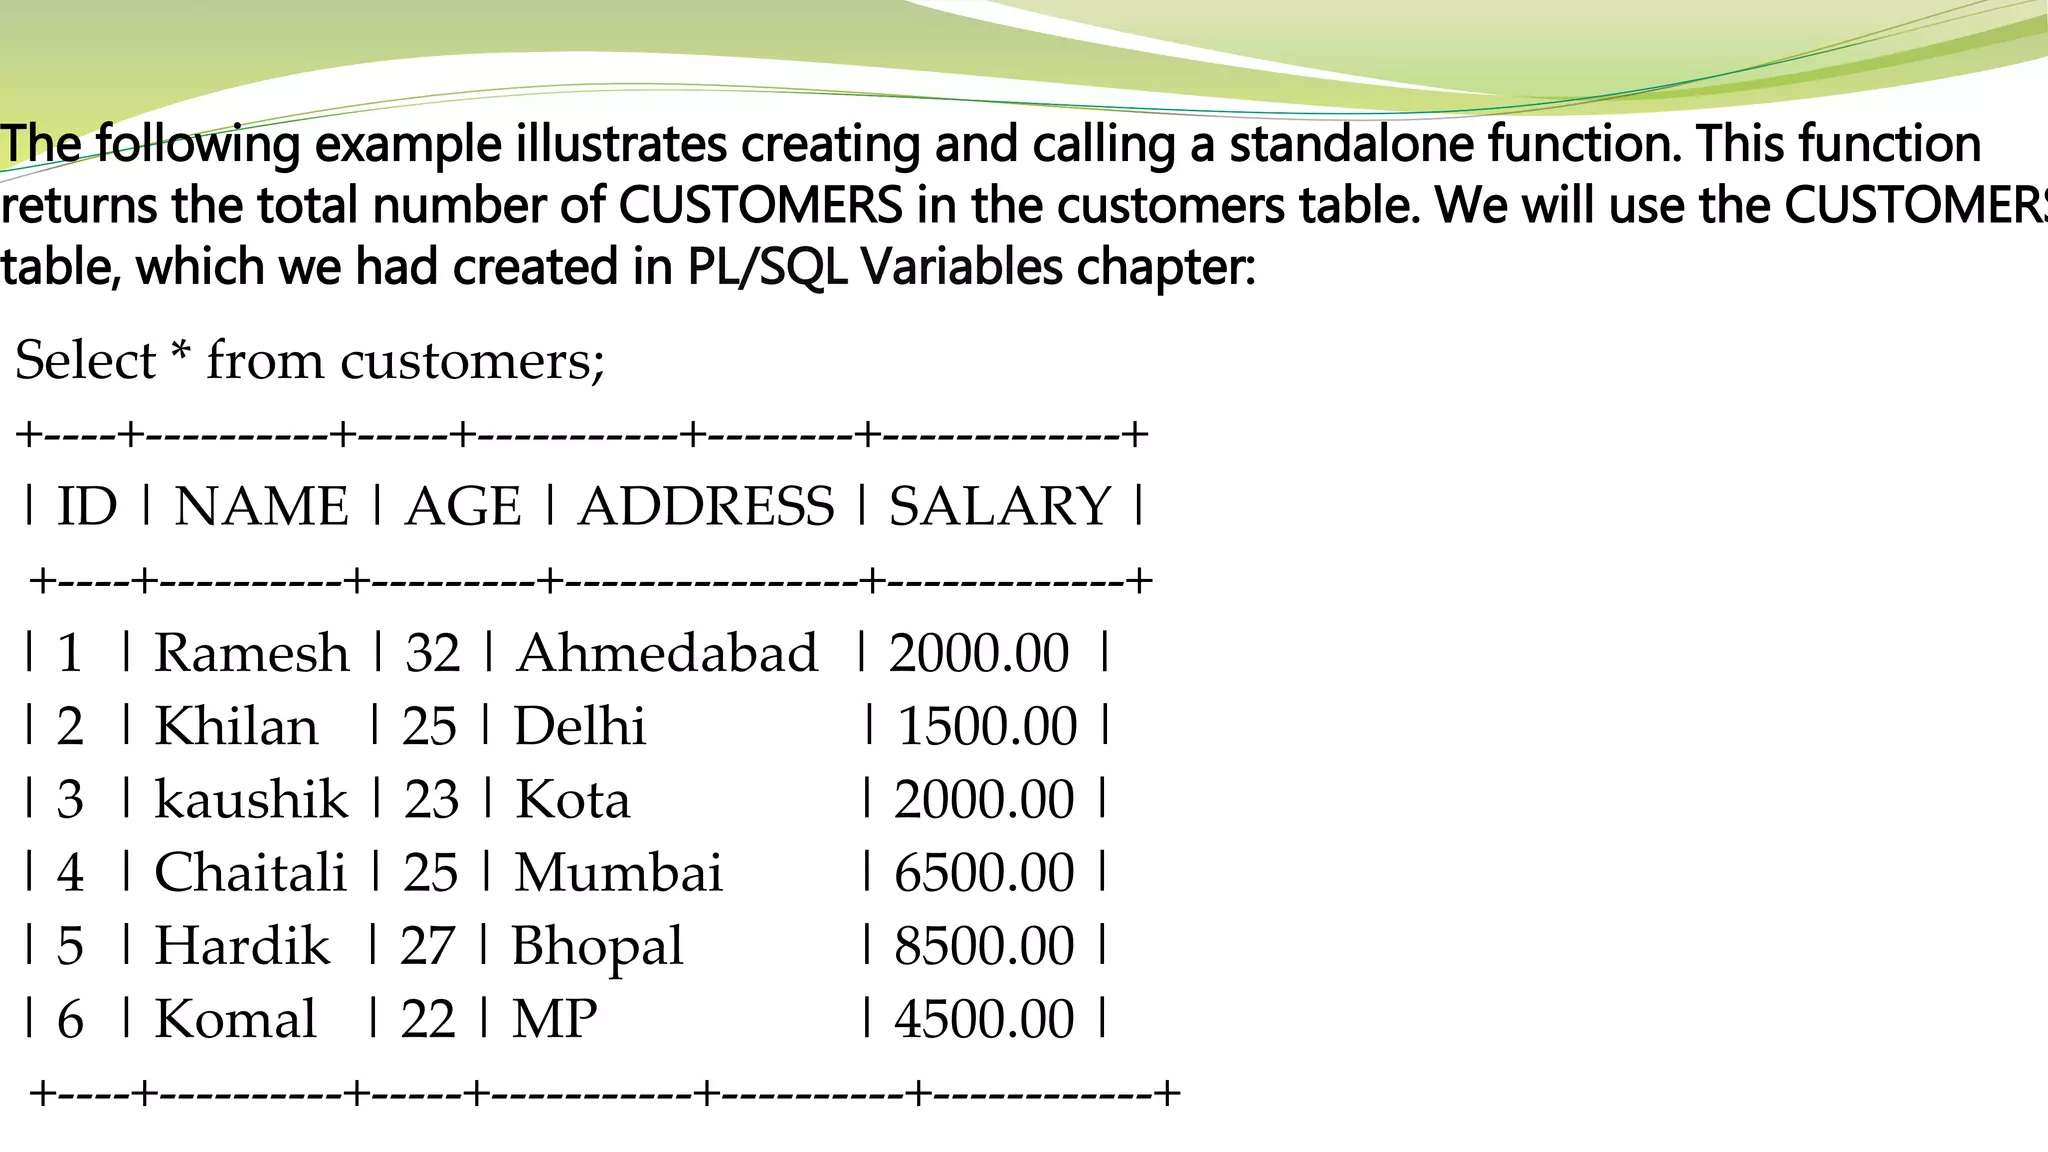 The following example illustrates creating and calling a standalone function. This function
returns the total number of CUSTOMERS in the customers table. We will use the CUSTOMERS
table, which we had created in PL/SQL Variables chapter:
Select * from customers;
+----+----------+-----+-----------+--------+-------------+
| ID | NAME | AGE | ADDRESS | SALARY |
+----+----------+---------+----------------+-------------+
| 1 | Ramesh | 32 | Ahmedabad | 2000.00 |
| 2 | Khilan | 25 | Delhi | 1500.00 |
| 3 | kaushik | 23 | Kota | 2000.00 |
| 4 | Chaitali | 25 | Mumbai | 6500.00 |
| 5 | Hardik | 27 | Bhopal | 8500.00 |
| 6 | Komal | 22 | MP | 4500.00 |
+----+----------+-----+-----------+----------+------------+